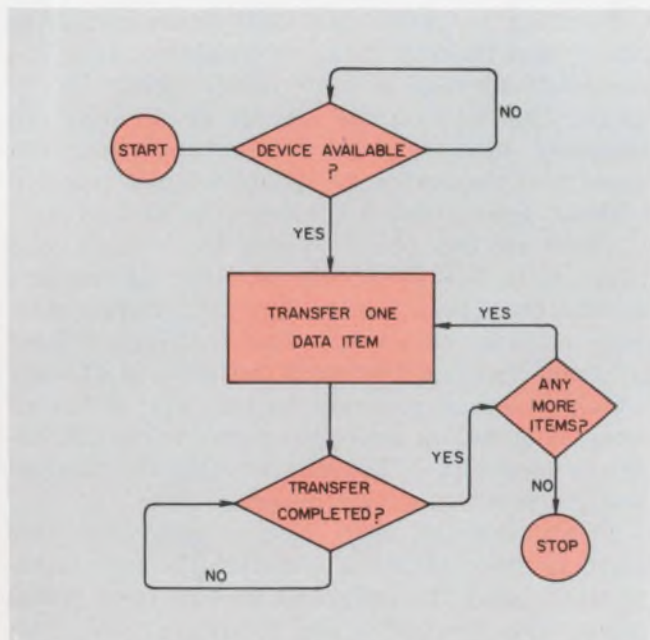 START
DEVICE AVAILABLE
?
NO
YES
TRANSFER ONE
DATA ITEM
YES
ANY
MORE
ITEMS?
YES
TRANSFER
COMPLETED?
NO
NO
STOP